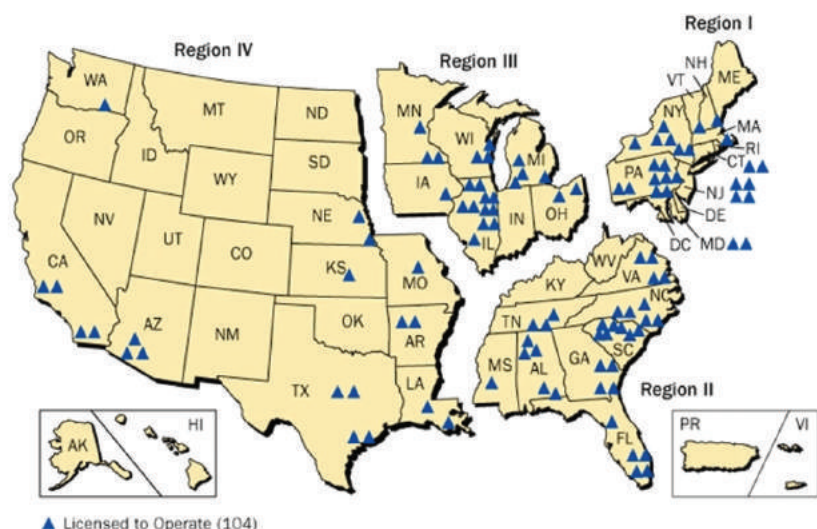 Region I
Region IV
Region III
NH
VT
ME
WA
MT
ND
MN
WI
MI
NY
MA
RI
CT
OR
ID
SD
WY
IA
PA
NJ
DE
DC
MD
NV
UT
CO
NE
KS
IL
IN
OH
CA
MO
WV
VA
KY
NC
AZ
NM
OK
AR
TN
SC
TX
LA
MS
AL
GA
Region II
FL
HI
AK
PR
VI
Licensed to Operate (104)